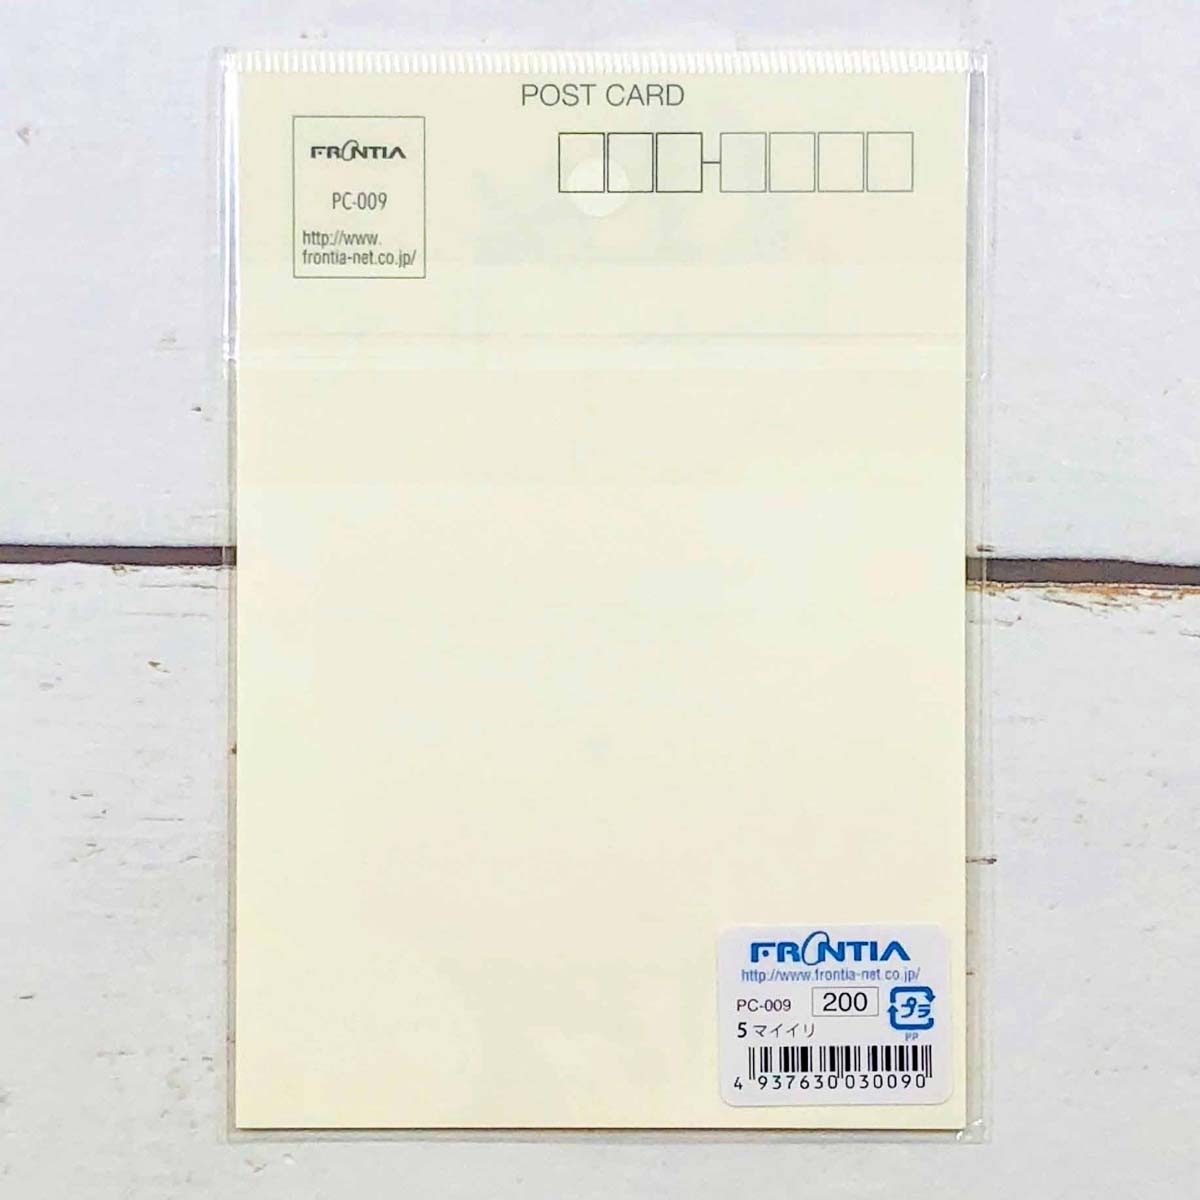 POST CARD
FRONTIA
PC-009
http://www.
frontia-net.co.jp/
FRONTIA
http://www.frontia-net.co.jp/
PC-009 200 プラ
PP
5マイイリ
4 937630 030090